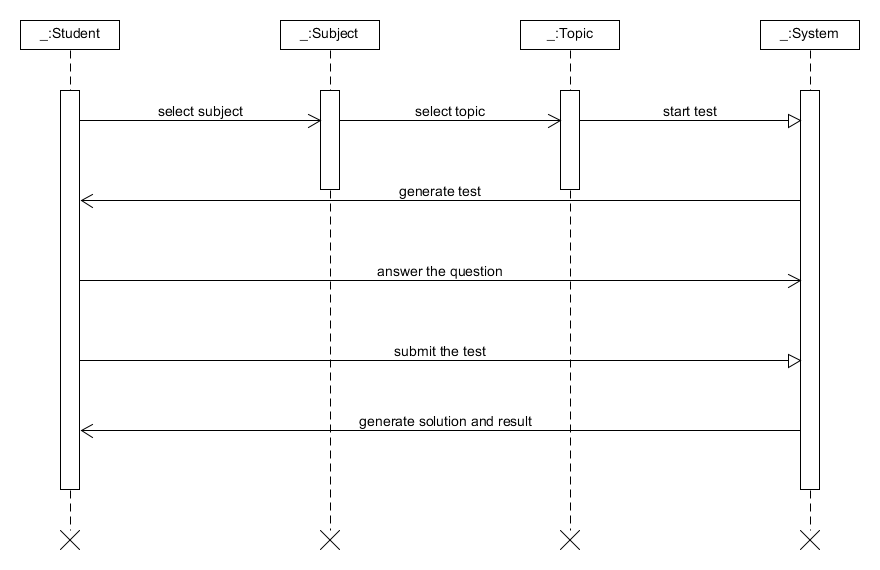 _:Student
_:Subject
_:Topic
_:System
select subject
select topic
start test
generate test
answer the question
submit the test
generate solution and result